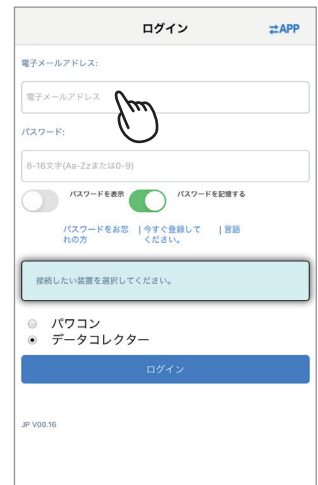 ログイン
⇄APP
電子メールアドレス:
電子メールアドレス
パスワード:
8-16文字(Aa-Zzまたは0-9)
パスワードを表示
パスワードを記憶する
パスワードをお忘れの方
|今すぐ登録してください。
|言語
接続したい装置を選択してください。
パワコン
データコレクター
ログイン
JP V00.16